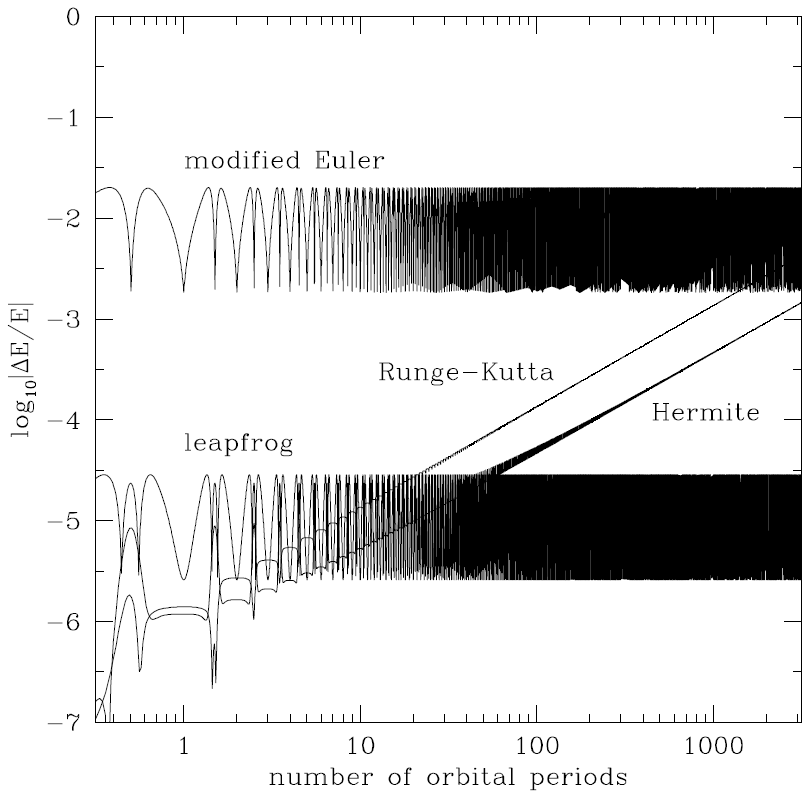 0
−1
modified Euler
−2
−3
Runge−Kutta
Hermite
−4
leapfrog
−5
−6
−7
log10|ΔE/E|
1
10
100
1000
number of orbital periods